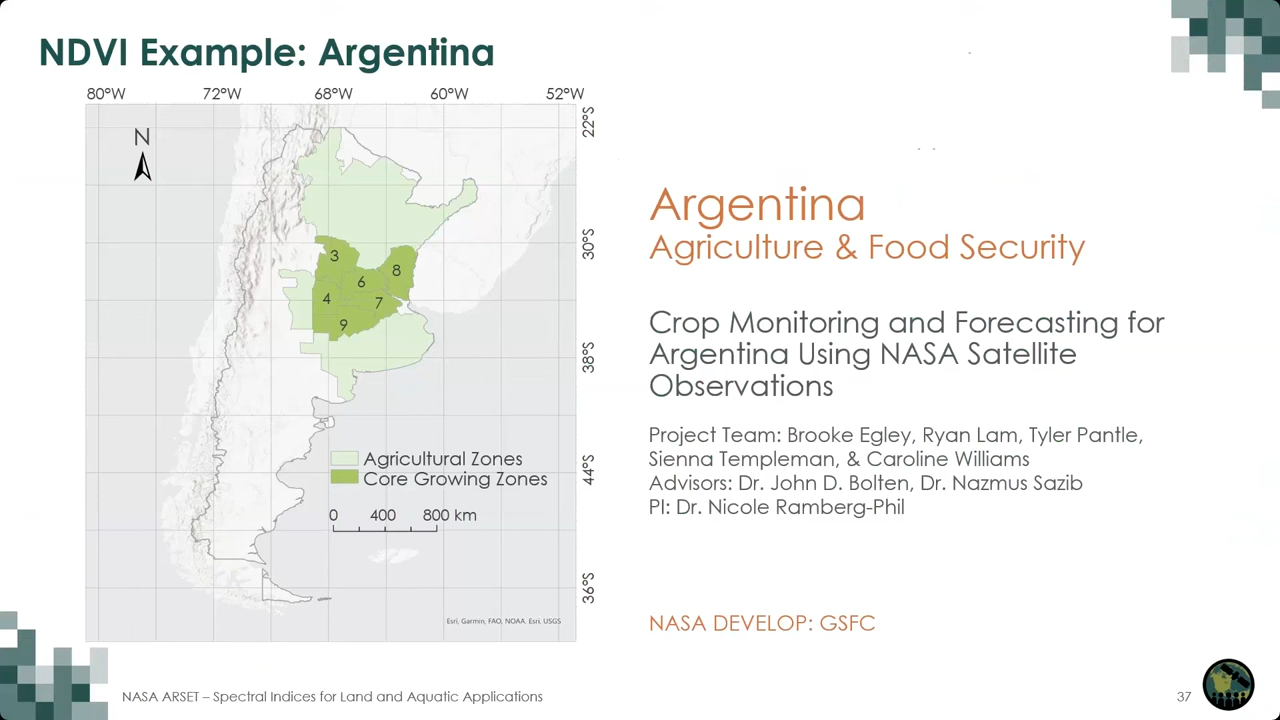 NDVI Example: Argentina
80°W 72°W 68°W 60°W 52°W
22°S
N
30°S
3
8
6
4
7
9
38°S
Agricultural Zones
Core Growing Zones
44°S
0 400 800 km
36°S
Esri, Garmin, FAO, NOAA. Esri. USGS
Argentina
Agriculture & Food Security
Crop Monitoring and Forecasting for
Argentina Using NASA Satellite
Observations
Project Team: Brooke Egley, Ryan Lam, Tyler Pantle,
Sienna Templeman, & Caroline Williams
Advisors: Dr. John D. Bolten, Dr. Nazmus Sazib
PI: Dr. Nicole Ramberg-Phil
NASA DEVELOP: GSFC
NASA ARSET – Spectral Indices for Land and Aquatic Applications
37